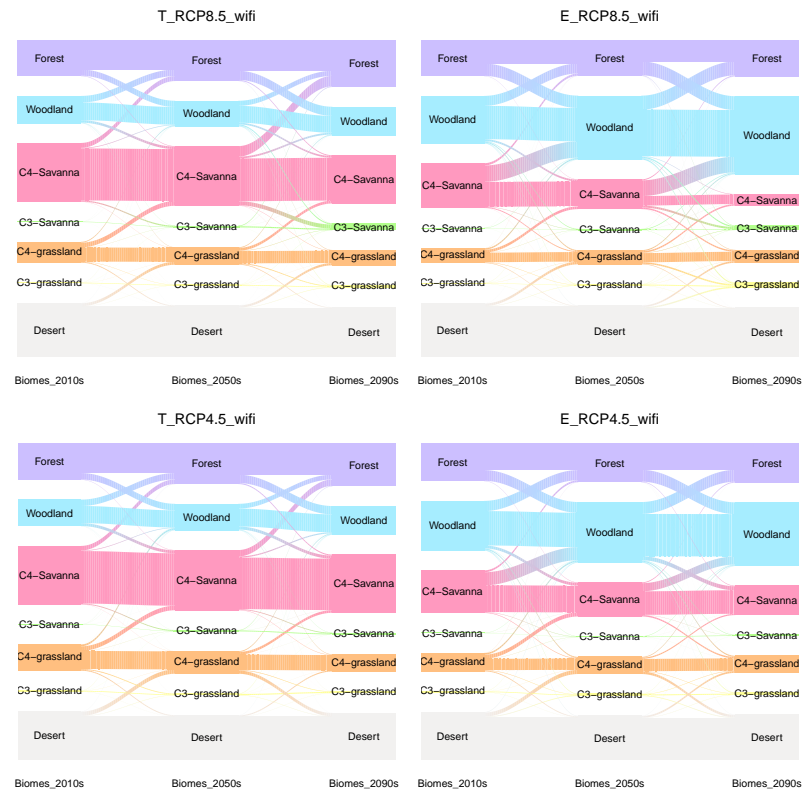 T_RCP8.5_wifi
Forest Forest Forest
Woodland Woodland Woodland
C4−Savanna C4−Savanna C4−Savanna
C3−Savanna C3−Savanna C3−Savanna
C4−grassland C4−grassland C4−grassland
C3−grassland C3−grassland C3−grassland
Desert Desert Desert
Biomes_2010s Biomes_2050s Biomes_2090s
E_RCP8.5_wifi
Forest Forest Forest
Woodland Woodland Woodland
C4−Savanna C4−Savanna C4−Savanna
C3−Savanna C3−Savanna C3−Savanna
C4−grassland C4−grassland C4−grassland
C3−grassland C3−grassland C3−grassland
Desert Desert Desert
Biomes_2010s Biomes_2050s Biomes_2090s
T_RCP4.5_wifi
Forest Forest Forest
Woodland Woodland Woodland
C4−Savanna C4−Savanna C4−Savanna
C3−Savanna C3−Savanna C3−Savanna
C4−grassland C4−grassland C4−grassland
C3−grassland C3−grassland C3−grassland
Desert Desert Desert
Biomes_2010s Biomes_2050s Biomes_2090s
E_RCP4.5_wifi
Forest Forest Forest
Woodland Woodland Woodland
C4−Savanna C4−Savanna C4−Savanna
C3−Savanna C3−Savanna C3−Savanna
C4−grassland C4−grassland C4−grassland
C3−grassland C3−grassland C3−grassland
Desert Desert Desert
Biomes_2010s Biomes_2050s Biomes_2090s